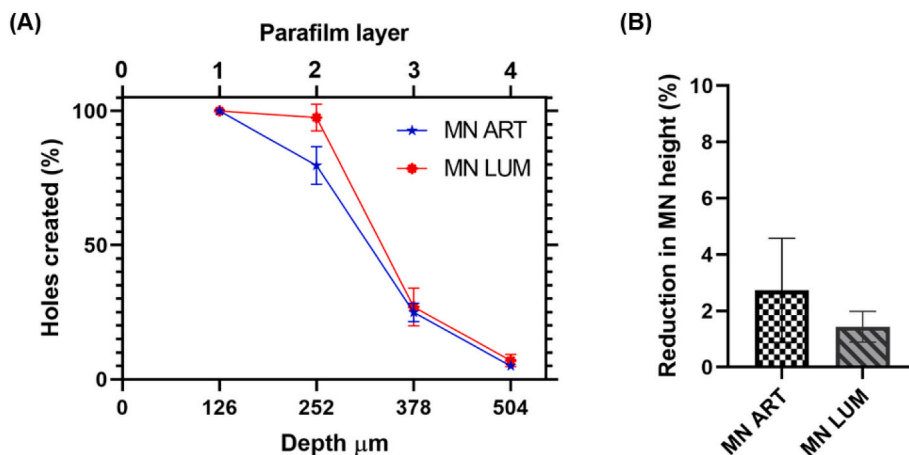 (A)
Parafilm layer
0 1 2 3 4
Holes created (%)
100
50
0
MN ART
MN LUM
0 126 252 378 504
Depth μm
(B)
Reduction in MN height (%)
10
8
6
4
2
0
MN ART
MN LUM